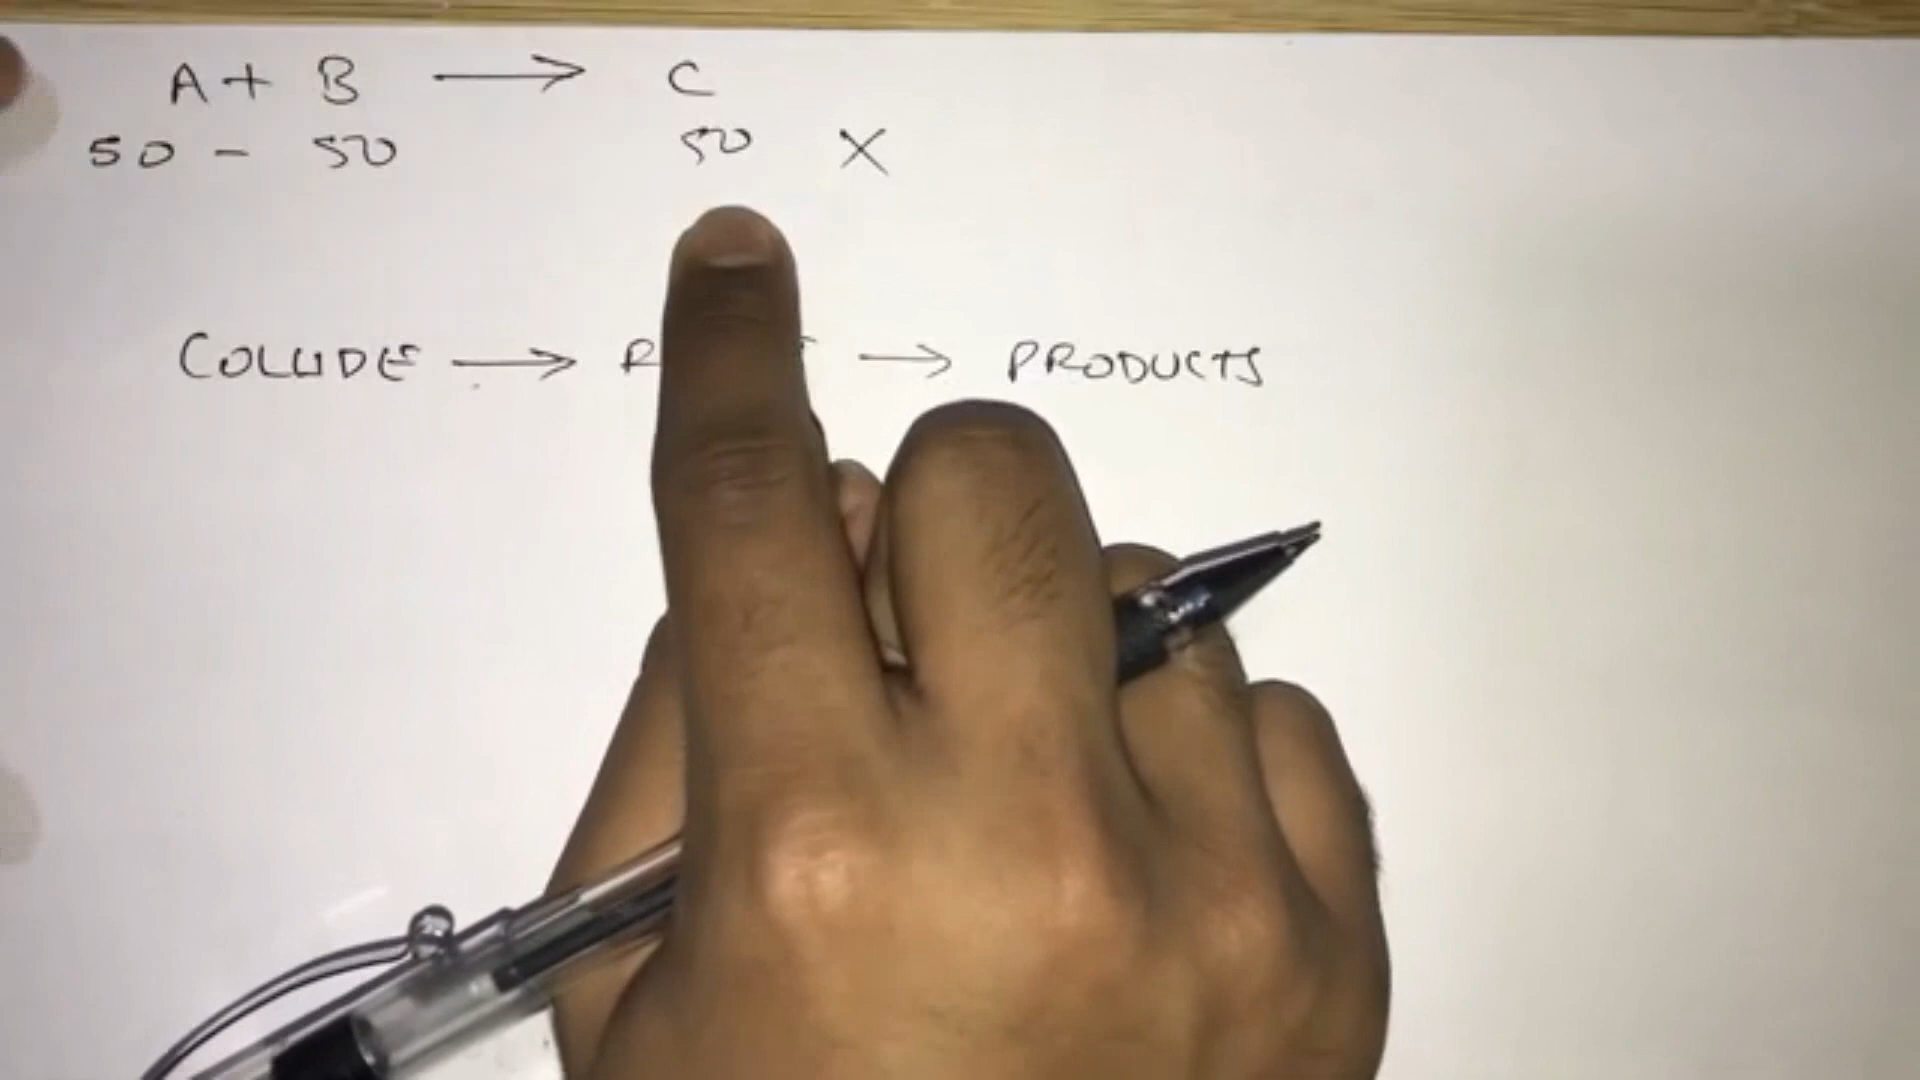 A + B → C
50 - 50 50 X
COLLIDE → → PRODUCTS